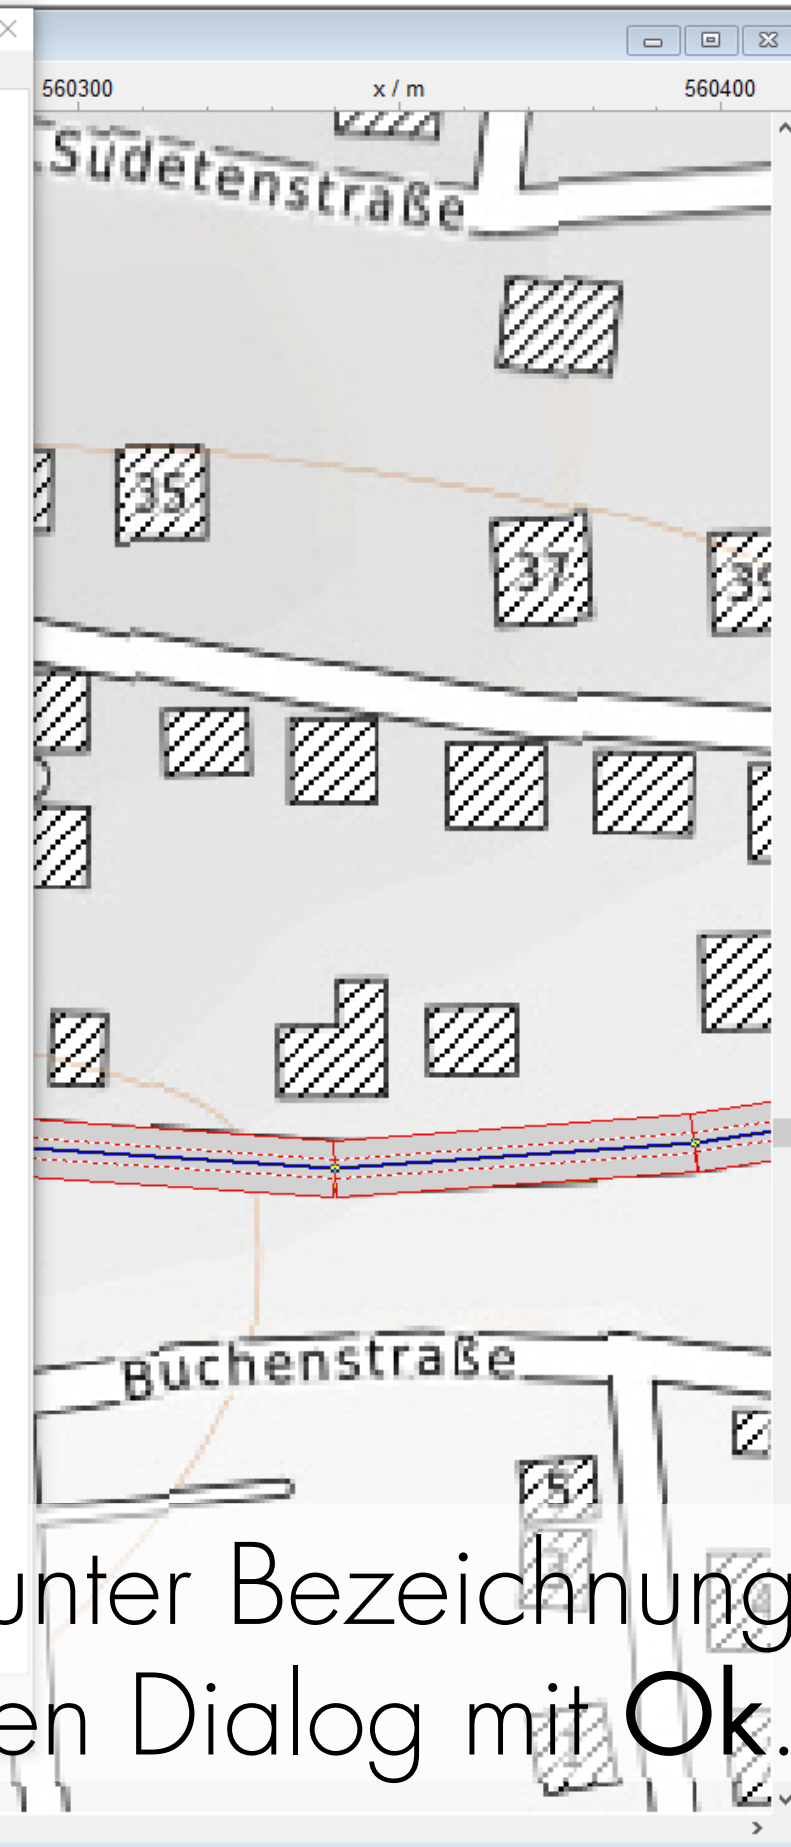 560300 x / m 560400
Sudetenstraße
35
37
Buchenstraße
5
unter Bezeichnung
en Dialog mit Ok.